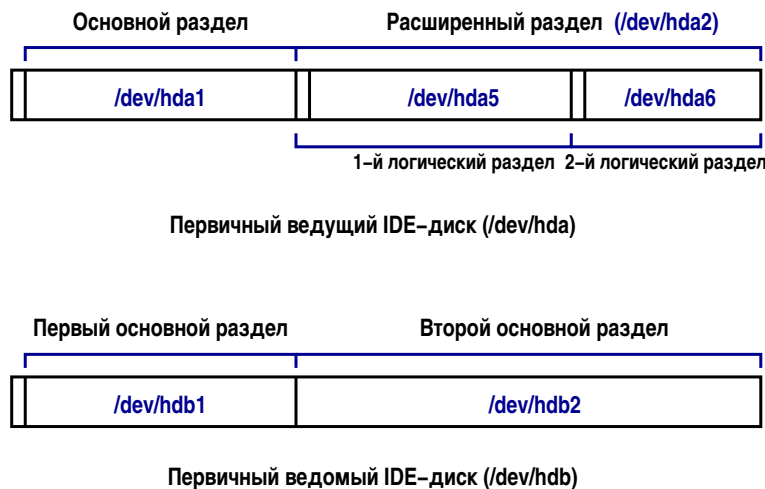 Основной раздел Расширенный раздел (/dev/hda2)
/dev/hda1 /dev/hda5 /dev/hda6
1–й логический раздел 2–й логический раздел
Первичный ведущий IDE–диск (/dev/hda)
Первый основной раздел Второй основной раздел
/dev/hdb1 /dev/hdb2
Первичный ведомый IDE–диск (/dev/hdb)